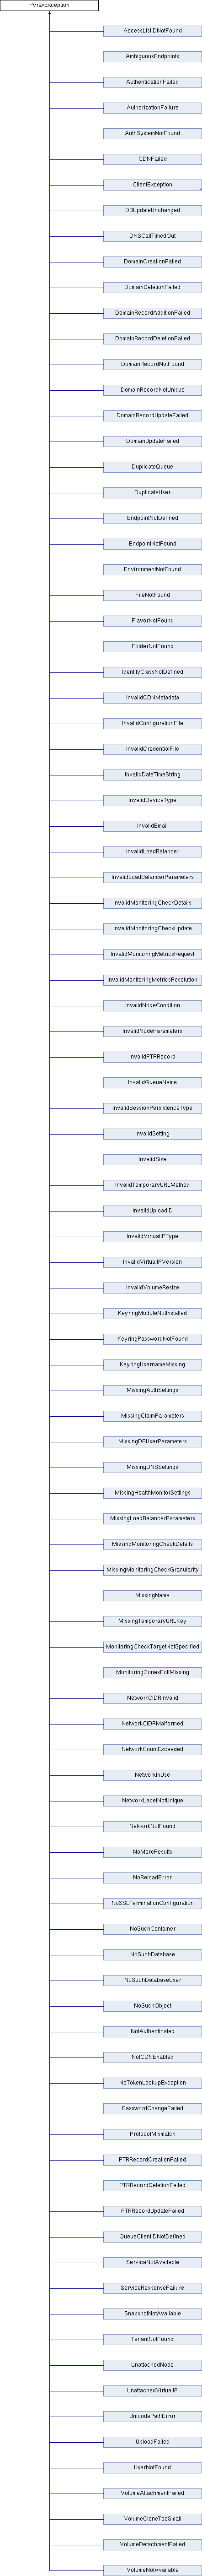 PyraxException
AccessListIDNotFound
AmbiguousEndpoints
AuthenticationFailed
AuthorizationFailure
AuthSystemNotFound
CDNFailed
ClientException
DBUpdateUnchanged
DNSCallTimedOut
DomainCreationFailed
DomainDeletionFailed
DomainRecordAdditionFailed
DomainRecordDeletionFailed
DomainRecordNotFound
DomainRecordNotUnique
DomainRecordUpdateFailed
DomainUpdateFailed
DuplicateQueue
DuplicateUser
EndpointNotDefined
EndpointNotFound
EnvironmentNotFound
FileNotFound
FlavorNotFound
FolderNotFound
IdentityClassNotDefined
InvalidCDNMetadata
InvalidConfigurationFile
InvalidCredentialFile
InvalidDateTimeString
InvalidDeviceType
InvalidEmail
InvalidLoadBalancer
InvalidLoadBalancerParameters
InvalidMonitoringCheckDetails
InvalidMonitoringCheckUpdate
InvalidMonitoringMetricsRequest
InvalidMonitoringMetricsResolution
InvalidNodeCondition
InvalidNodeParameters
InvalidPTRRecord
InvalidQueueName
InvalidSessionPersistenceType
InvalidSetting
InvalidSize
InvalidTemporaryURLMethod
InvalidUploadID
InvalidVirtualIPType
InvalidVirtualIPVersion
InvalidVolumeResize
KeyringModuleNotInstalled
KeyringPasswordNotFound
KeyringUsernameMissing
MissingAuthSettings
MissingClaimParameters
MissingDBUserParameters
MissingDNSSettings
MissingHealthMonitorSettings
MissingLoadBalancerParameters
MissingMonitoringCheckDetails
MissingMonitoringCheckGranularity
MissingName
MissingTemporaryURLKey
MonitoringCheckTargetNotSpecified
MonitoringZonesPollMissing
NetworkCIDRInvalid
NetworkCIDRMalformed
NetworkCountExceeded
NetworkInUse
NetworkLabelNotUnique
NetworkNotFound
NoMoreResults
NoReloadError
NoSSLTerminationConfiguration
NoSuchContainer
NoSuchDatabase
NoSuchDatabaseUser
NoSuchObject
NotAuthenticated
NotCDNEnabled
NoTokenLookupException
PasswordChangeFailed
ProtocolMismatch
PTRRecordCreationFailed
PTRRecordDeletionFailed
PTRRecordUpdateFailed
QueueClientIDNotDefined
ServiceNotAvailable
ServiceResponseFailure
SnapshotNotAvailable
TenantNotFound
UnattachedNode
UnattachedVirtualIP
UnicodePathError
UploadFailed
UserNotFound
VolumeAttachmentFailed
VolumeCloneTooSmall
VolumeDetachmentFailed
VolumeNotAvailable